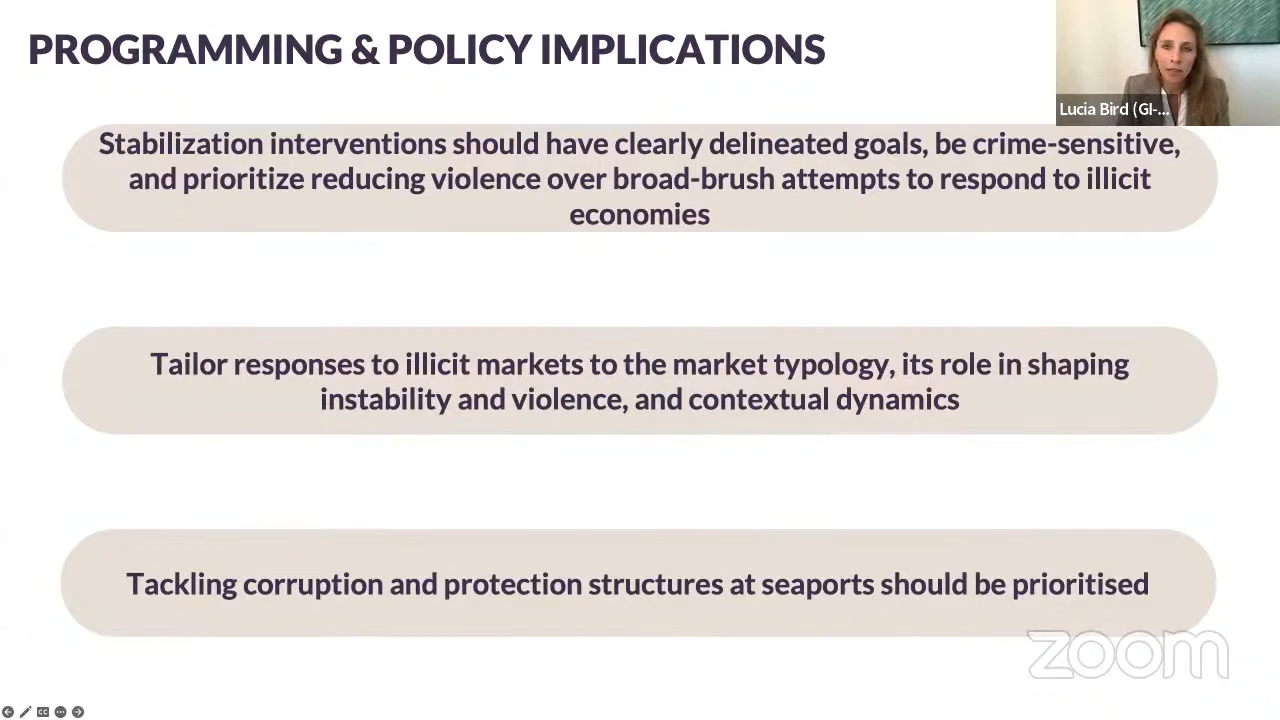 PROGRAMMING & POLICY IMPLICATIONS
Lucia Bird (GI-...
Stabilization interventions should have clearly delineated goals, be crime-sensitive,
and prioritize reducing violence over broad-brush attempts to respond to illicit
economies
Tailor responses to illicit markets to the market typology, its role in shaping
instability and violence, and contextual dynamics
Tackling corruption and protection structures at seaports should be prioritised
zoom
CC